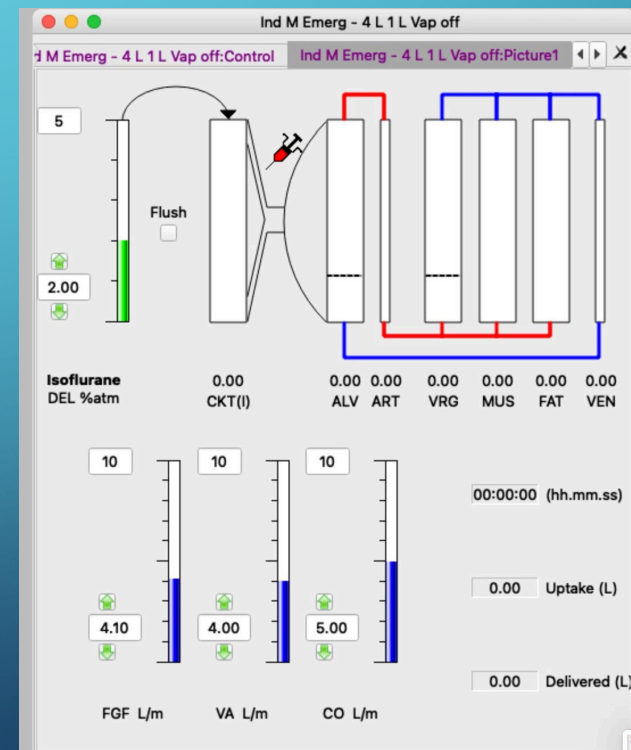 Ind M Emerg - 4 L 1 L Vap off
d M Emerg - 4 L 1 L Vap off:Control
Ind M Emerg - 4 L 1 L Vap off:Picture1
5
Flush
2.00
Isoflurane
DEL %atm
0.00 0.00 0.00 0.00 0.00 0.00 0.00
CKT(I) ALV ART VRG MUS FAT VEN
10 10 10
00:00:00 (hh.mm.ss)
0.00 Uptake (L)
4.10 4.00 5.00
0.00 Delivered (L)
FGF L/m VA L/m CO L/m